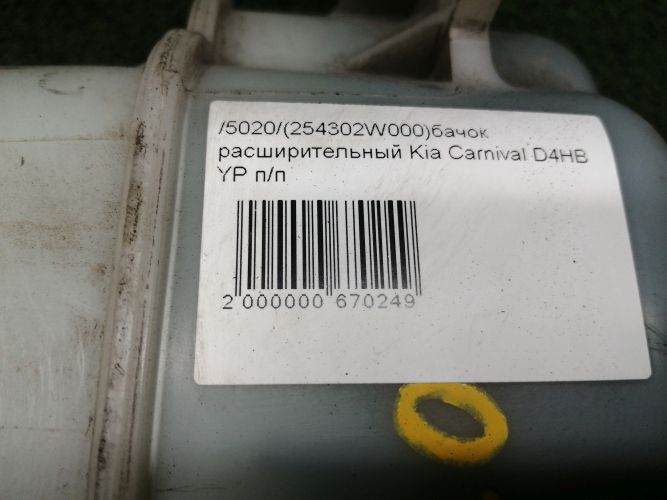 /5020/(254302W000)бачок
расширительный Kia Carnival D4HB
YP п/п
2 000000 670249